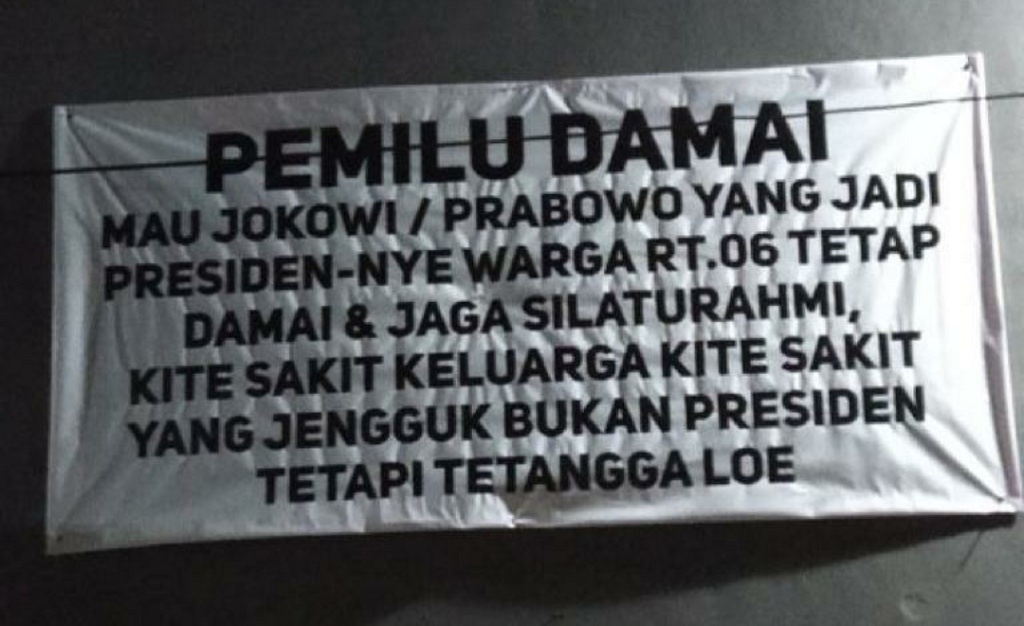 PEMILU DAMAI
MAU JOKOWI / PRABOWO YANG JADI
PRESIDEN-NYE WARGA RT.06 TETAP
DAMAI & JAGA SILATURAHMI,
KITE SAKIT KELUARGA KITE SAKIT
YANG JENGGUK BUKAN PRESIDEN
TETAPI TETANGGA LOE